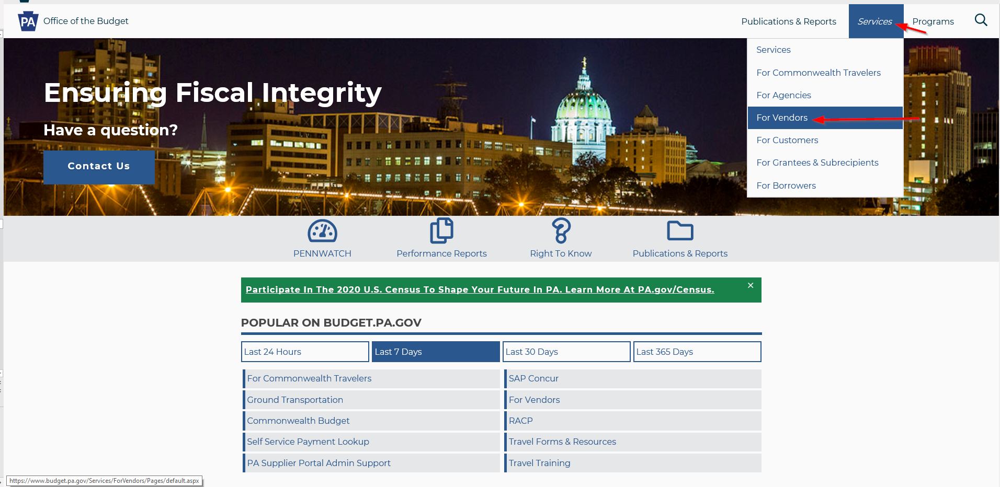 PA Office of the Budget
Publications & Reports
Services
Programs
Services
For Commonwealth Travelers
For Agencies
For Vendors
For Customers
For Grantees & Subrecipients
For Borrowers
Ensuring Fiscal Integrity
Have a question?
Contact Us
PENNWATCH
Performance Reports
Right To Know
Publications & Reports
Participate In The 2020 U.S. Census To Shape Your Future In PA. Learn More At PA.gov/Census.
POPULAR ON BUDGET.PA.GOV
Last 24 Hours
Last 7 Days
Last 30 Days
Last 365 Days
For Commonwealth Travelers
SAP Concur
Ground Transportation
For Vendors
Commonwealth Budget
RACP
Self Service Payment Lookup
Travel Forms & Resources
PA Supplier Portal Admin Support
Travel Training
https://www.budget.pa.gov/Services/ForVendors/Pages/default.aspx